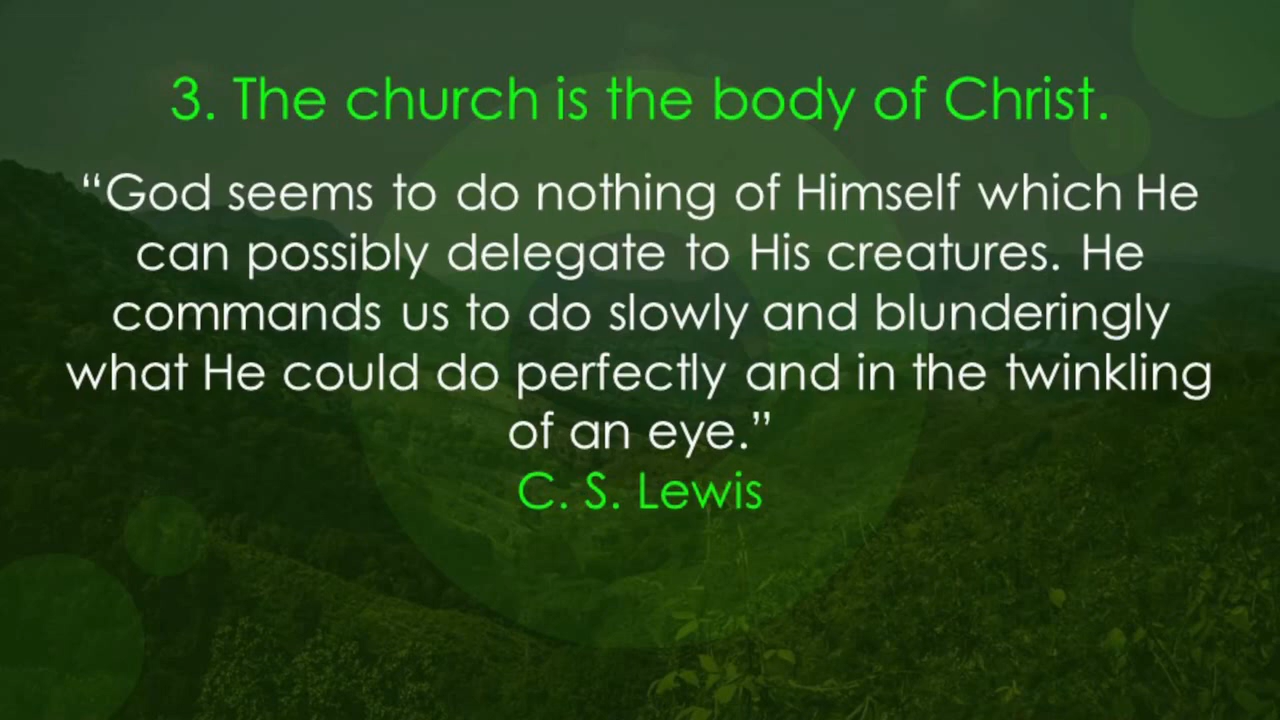 3. The church is the body of Christ.
“God seems to do nothing of Himself which He
can possibly delegate to His creatures. He
commands us to do slowly and blunderingly
what He could do perfectly and in the twinkling
of an eye.”
C. S. Lewis